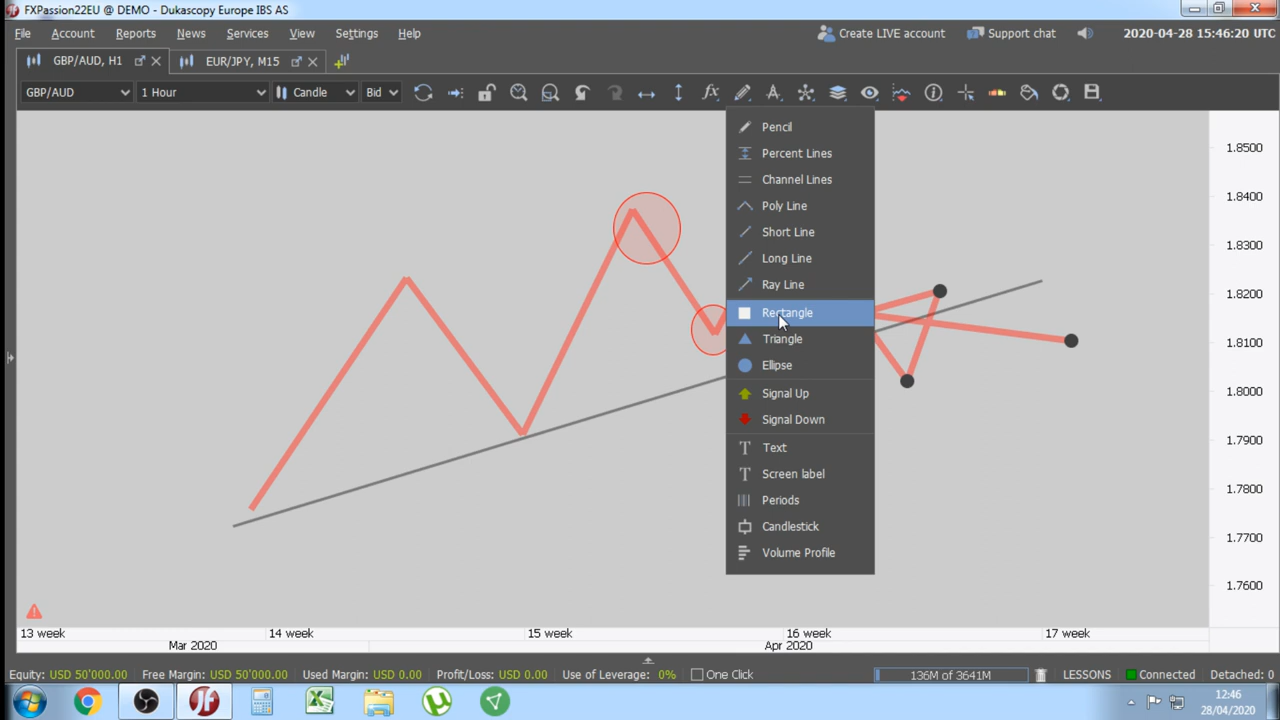 FXPassion22EU @ DEMO - Dukascopy Europe IBS AS
File Account Reports News Services View Settings Help
Create LIVE account Support chat 2020-04-28 15:46:20 UTC
GBP/AUD, H1 EUR/JPY, M15
GBP/AUD 1 Hour Candle Bid
Pencil
Percent Lines
Channel Lines
Poly Line
Short Line
Long Line
Ray Line
Rectangle
Triangle
Ellipse
Signal Up
Signal Down
Text
Screen label
Periods
Candlestick
Volume Profile
1.8500
1.8400
1.8300
1.8200
1.8100
1.8000
1.7900
1.7800
1.7700
1.7600
13 week 14 week 15 week 16 week 17 week
Mar 2020 Apr 2020
Equity: USD 50'000.00 Free Margin: USD 50'000.00 Used Margin: USD 0.00 Profit/Loss: USD 0.00 Use of Leverage: 0% One Click 136M of 3641M LESSONS Connected Detached: 0
12:46
28/04/2020